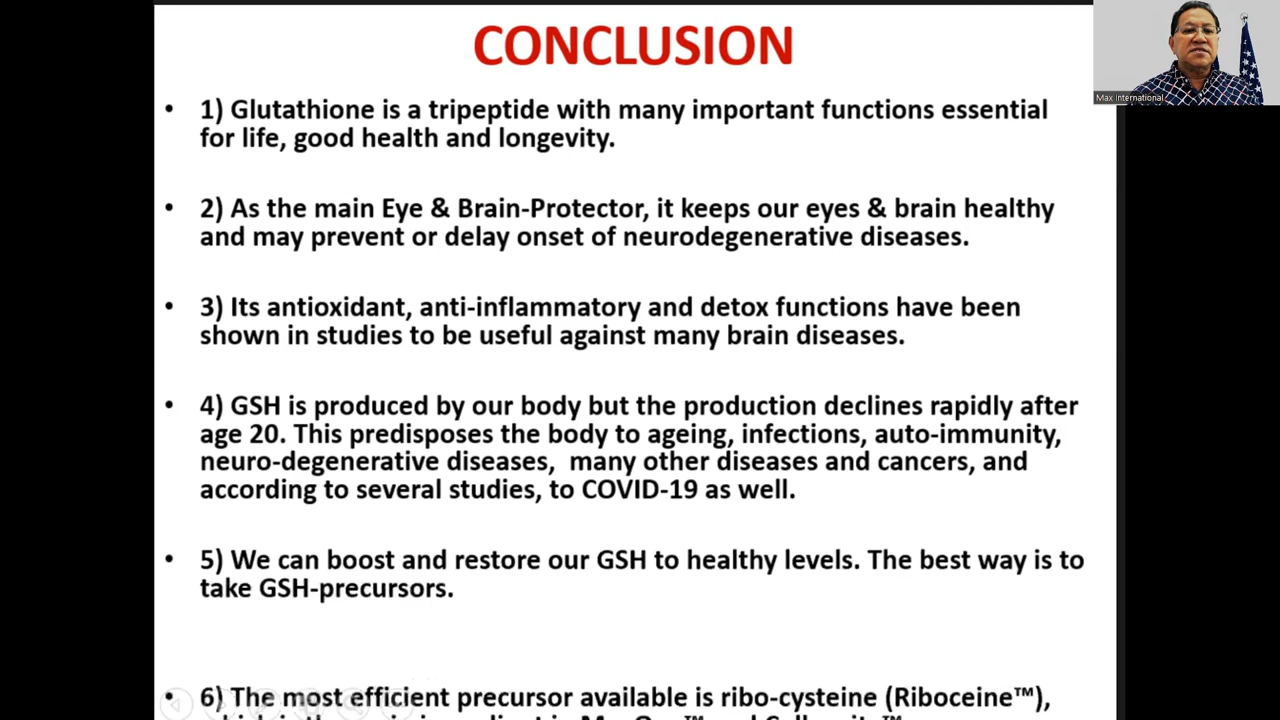 CONCLUSION
• 1) Glutathione is a tripeptide with many important functions essential
for life, good health and longevity.
• 2) As the main Eye & Brain-Protector, it keeps our eyes & brain healthy
and may prevent or delay onset of neurodegenerative diseases.
• 3) Its antioxidant, anti-inflammatory and detox functions have been
shown in studies to be useful against many brain diseases.
• 4) GSH is produced by our body but the production declines rapidly after
age 20. This predisposes the body to ageing, infections, auto-immunity,
neuro-degenerative diseases, many other diseases and cancers, and
according to several studies, to COVID-19 as well.
• 5) We can boost and restore our GSH to healthy levels. The best way is to
take GSH-precursors.
• 6) The most efficient precursor available is ribo-cysteine (Riboceine™),
Max International